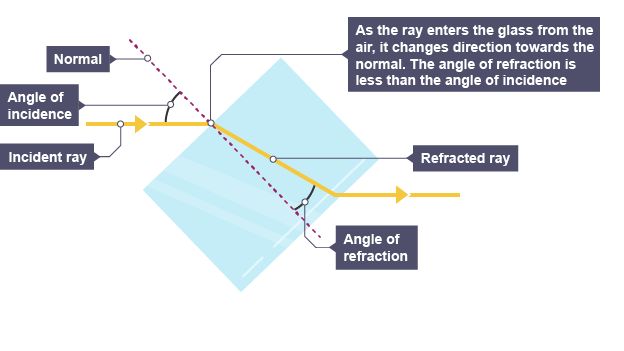 As the ray enters the glass from the
air, it changes direction towards the
normal. The angle of refraction is
less than the angle of incidence
Normal
Angle of
incidence
Incident ray
Refracted ray
Angle of
refraction